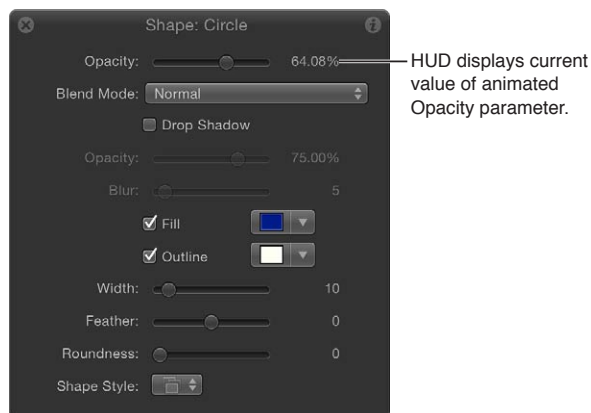 Shape: Circle
Opacity: 64.08%
HUD displays current
value of animated
Opacity parameter.
Blend Mode: Normal
Drop Shadow
Opacity: 75.00%
Blur: 5
Fill
Outline
Width: 10
Feather: 0
Roundness: 0
Shape Style: